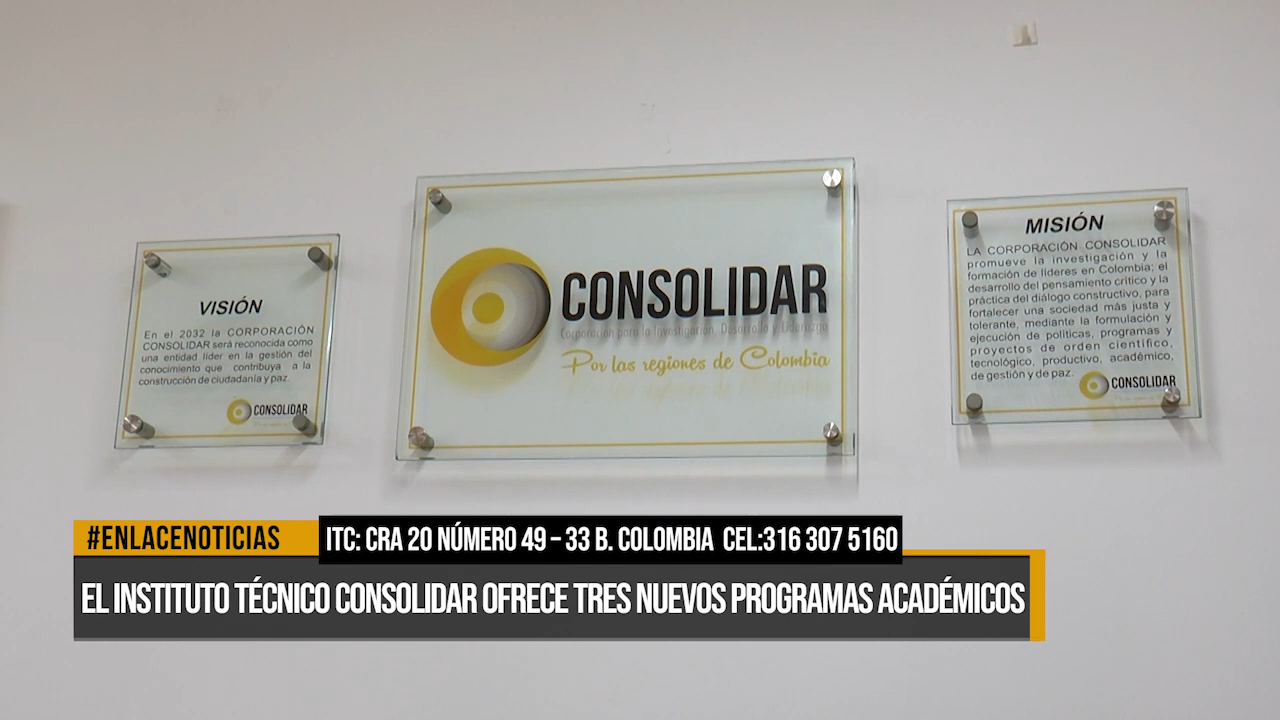 VISIÓN
En el 2032 la CORPORACIÓN
CONSOLIDAR será reconocida como
una entidad líder en la gestión del
conocimiento que contribuya a la
construcción de ciudadanía y paz.
CONSOLIDAR
CONSOLIDAR
Corporación para la Investigación, Desarrollo y Liderazgo
Por las regiones de Colombia
MISIÓN
LA CORPORACIÓN CONSOLIDAR
promueve la investigación y la
formación de líderes en Colombia; el
desarrollo del pensamiento crítico y la
práctica del diálogo constructivo, para
fortalecer una sociedad más justa y
tolerante, mediante la formulación y
ejecución de políticas, programas y
proyectos de orden científico,
tecnológico, productivo, académico,
de gestión y de paz.
CONSOLIDAR
#ENLACENOTICIAS
ITC: CRA 20 NÚMERO 49 – 33 B. COLOMBIA CEL:316 307 5160
EL INSTITUTO TÉCNICO CONSOLIDAR OFRECE TRES NUEVOS PROGRAMAS ACADÉMICOS